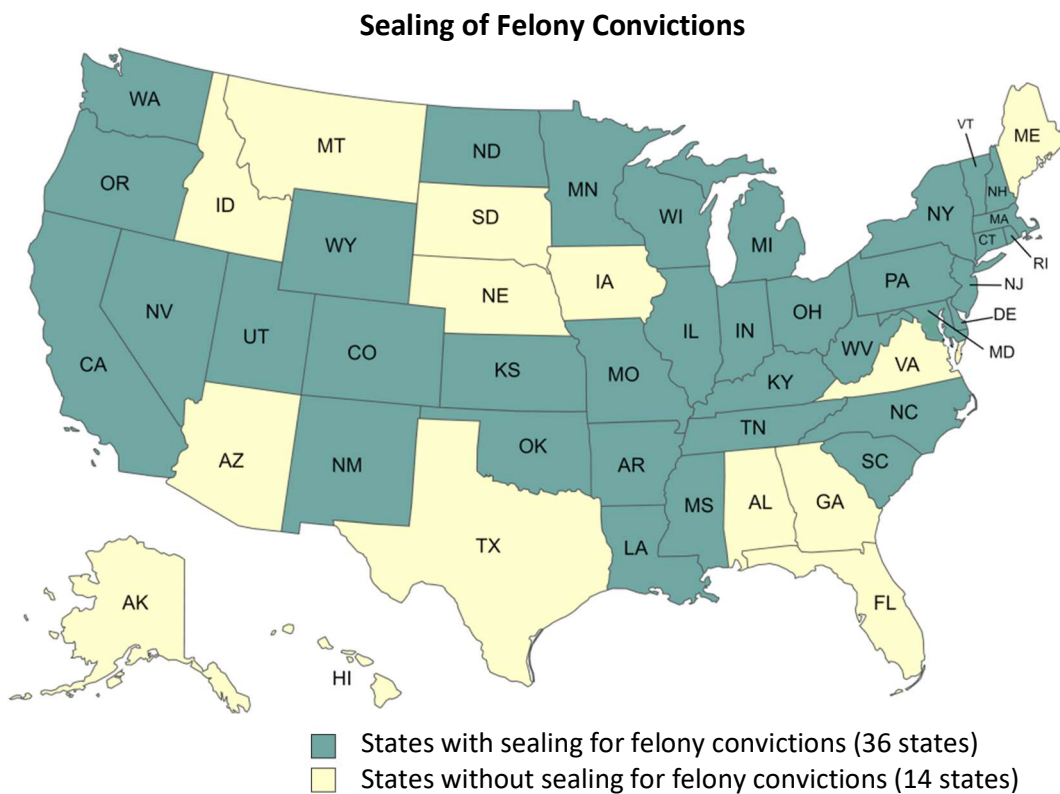 Sealing of Felony Convictions
WA
MT
ND
MN
VT
ME
OR
ID
SD
WI
MI
NY
NH
MA
CT
RI
WY
NE
IA
PA
NJ
NV
UT
CO
IL
IN
OH
DE
CA
KS
MO
WV
MD
VA
KY
AZ
NM
OK
AR
TN
NC
SC
MS
AL
GA
TX
LA
FL
AK
HI
States with sealing for felony convictions (36 states)
States without sealing for felony convictions (14 states)